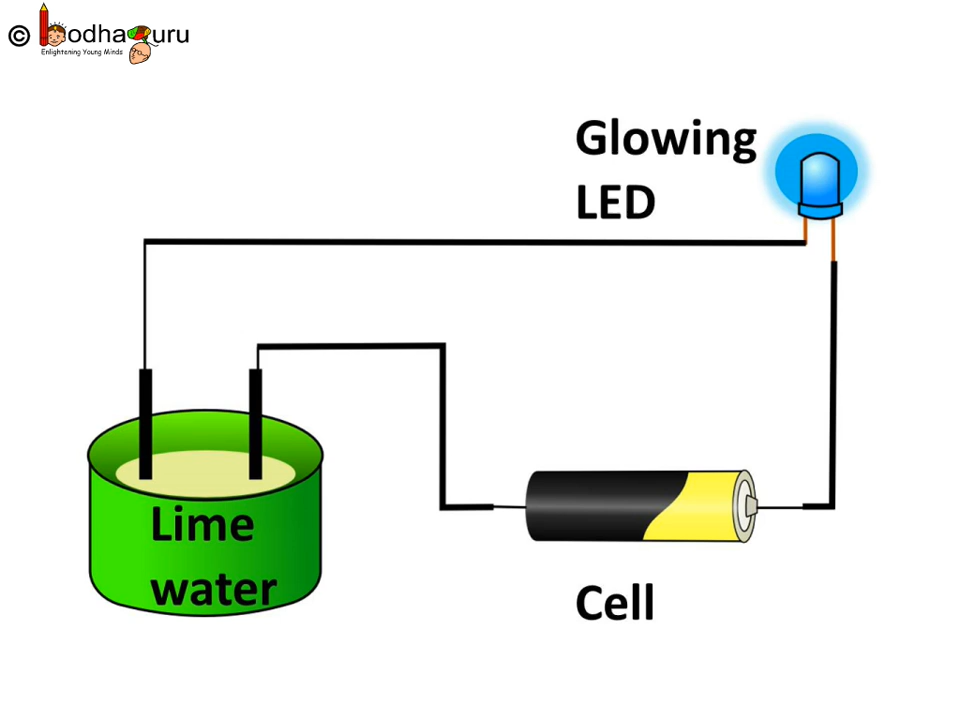 © BodhaGuru
Enlightening Young Minds
Glowing
LED
Lime
water
Cell